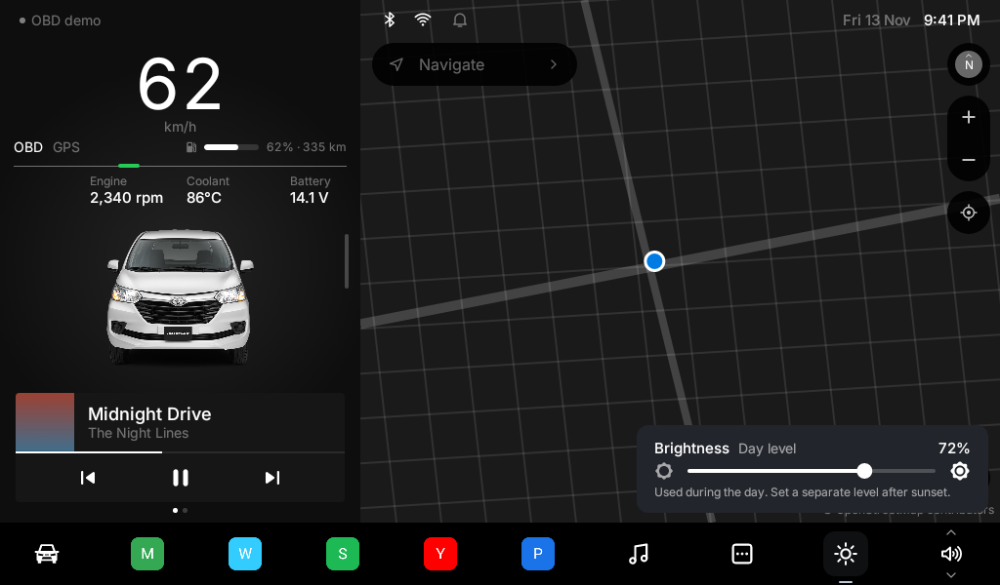 OBD demo
Fri 13 Nov 9:41 PM
62
km/h
Navigate
N
OBD GPS
62% · 335 km
Engine Coolant Battery
2,340 rpm 86°C 14.1 V
Midnight Drive
The Night Lines
Brightness Day level 72%
Used during the day. Set a separate level after sunset.
M W S Y P